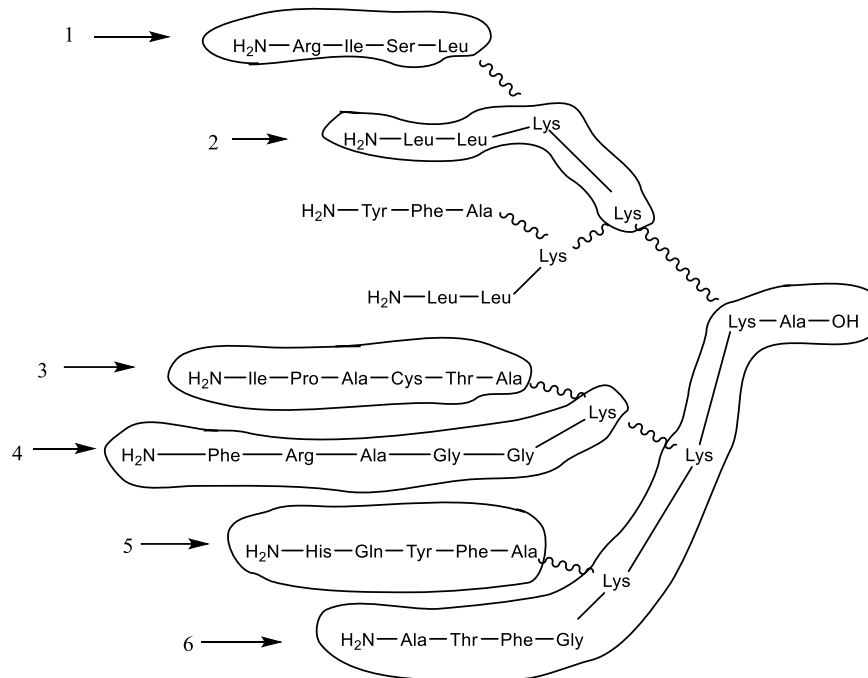 1
H2N—Arg—Ile—Ser—Leu
Lys
2
H2N—Leu—Leu
Lys
H2N—Tyr—Phe—Ala
Lys
H2N—Leu—Leu
Lys—Ala—OH
3
H2N—Ile—Pro—Ala—Cys—Thr—Ala
Lys
4
H2N—Phe—Arg—Ala—Gly—Gly
Lys
5
H2N—His—Gln—Tyr—Phe—Ala
Lys
6
H2N—Ala—Thr—Phe—Gly